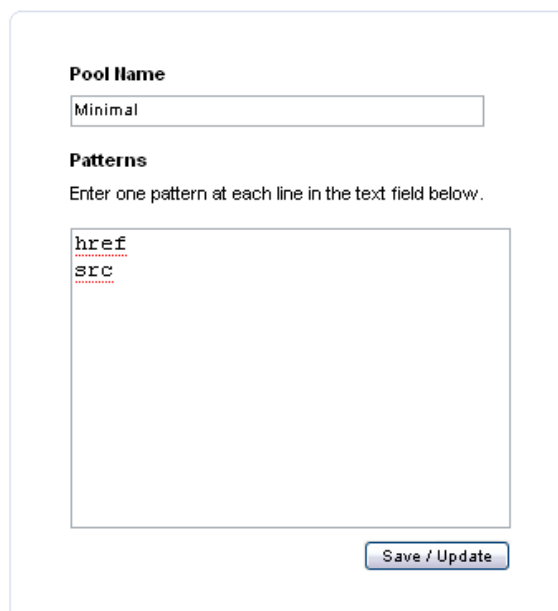 Pool Name
Minimal
Patterns
Enter one pattern at each line in the text field below.
href
src
Save / Update